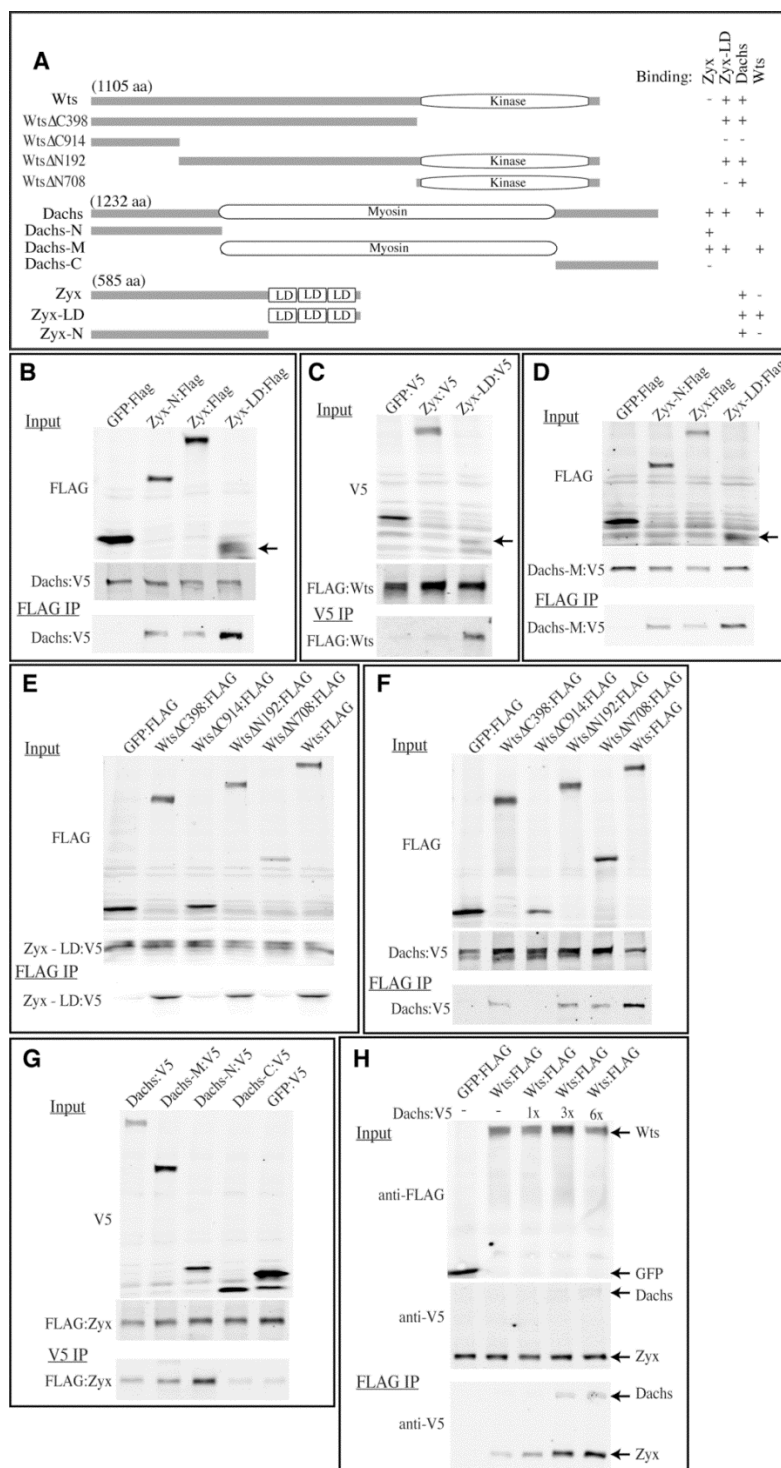 A
Binding:
Zyx
Zyx-LD
Dachs
Wts
(1105 aa)
Wts Kinase - + +
WtsΔC398 + +
WtsΔC914 - -
WtsΔN192 Kinase + +
WtsΔN708 Kinase - +
(1232 aa)
Dachs Myosin + + +
Dachs-N +
Dachs-M Myosin + + +
Dachs-C -
(585 aa)
Zyx LD LD LD + -
Zyx-LD LD LD LD + +
Zyx-N + -
B
GFP:Flag
Zyx-N:Flag
Zyx:Flag
Zyx-LD:Flag
Input
FLAG
Dachs:V5
FLAG IP
Dachs:V5
C
GFP:V5
Zyx:V5
Zyx-LD:V5
Input
V5
FLAG:Wts
V5 IP
FLAG:Wts
D
GFP:Flag
Zyx-N:Flag
Zyx:Flag
Zyx-LD:Flag
Input
FLAG
Dachs-M:V5
FLAG IP
Dachs-M:V5
E
GFP:FLAG
WtsΔC398:FLAG
WtsΔC914:FLAG
WtsΔN192:FLAG
WtsΔN708:FLAG
Wts:FLAG
Input
FLAG
Zyx - LD:V5
FLAG IP
Zyx - LD:V5
F
GFP:FLAG
WtsΔC398:FLAG
WtsΔC914:FLAG
WtsΔN192:FLAG
WtsΔN708:FLAG
Wts:FLAG
Input
FLAG
Dachs:V5
FLAG IP
Dachs:V5
G
Dachs:V5
Dachs-M:V5
Dachs-N:V5
Dachs-C:V5
GFP:V5
Input
V5
FLAG:Zyx
V5 IP
FLAG:Zyx
H
GFP:FLAG
Wts:FLAG
Wts:FLAG
Wts:FLAG
Wts:FLAG
Dachs:V5 - - 1x 3x 6x
Input
Wts
anti-FLAG
GFP
Dachs
anti-V5
Zyx
FLAG IP
Dachs
anti-V5
Zyx